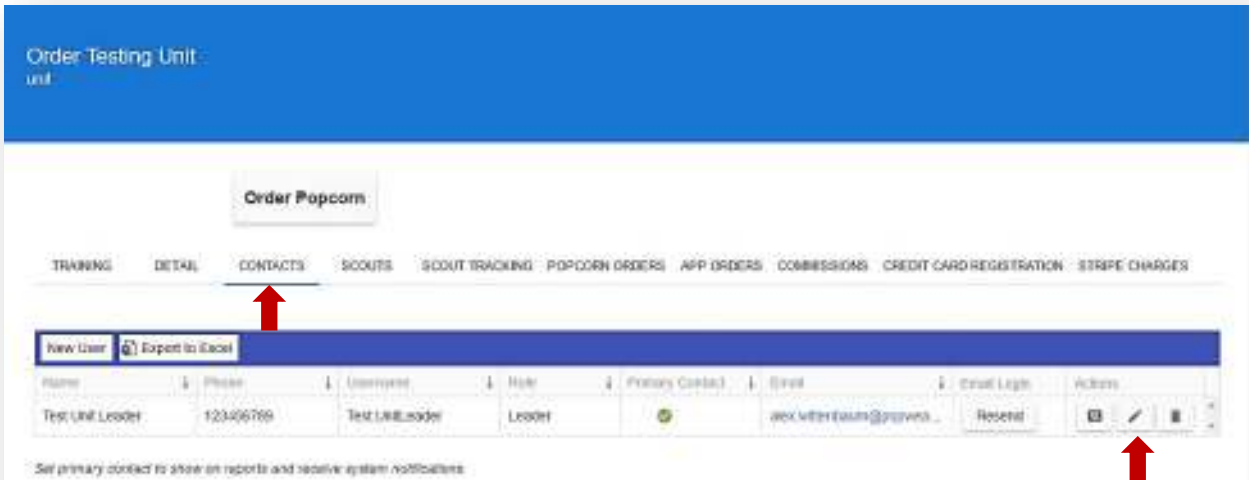 Order Testing Unit
unit
Order Popcorn
TRAINING DETAIL CONTACTS SCOUTS SCOUT TRACKING POPCORN ORDERS APP ORDERS COMMISSIONS CREDIT CARD REGISTRATION STRIPE CHARGES
New User Export to Excel
Name Phone Username Role Primary Contact Email Email Login Actions
Test Unit Leader 123456789 Test.UnitLeader Leader Resend
Set primary contact to show on reports and receive system notifications